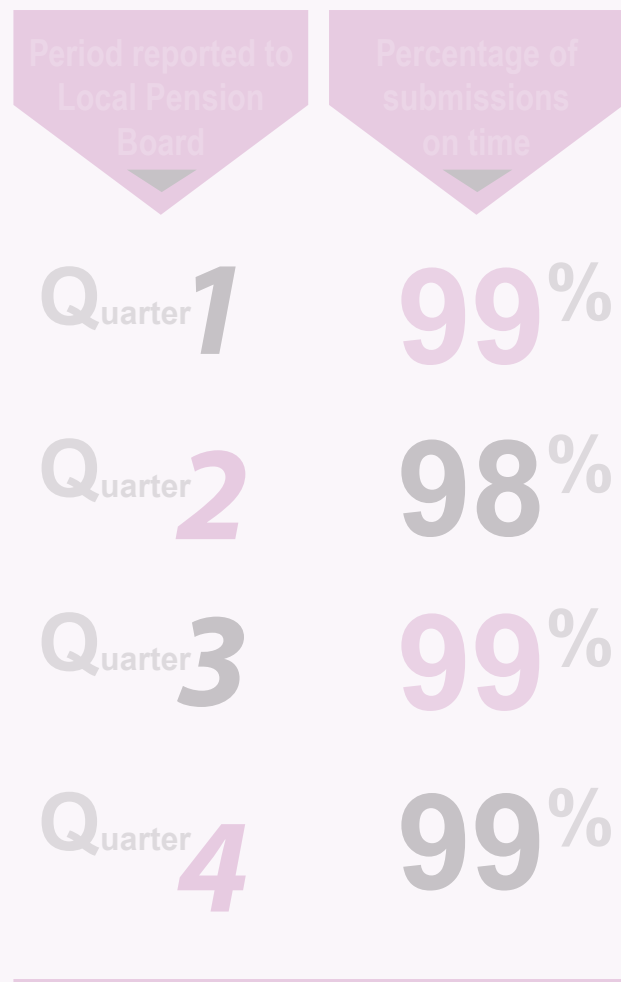 Period reported to
Local Pension
Board
Percentage of
submissions
on time
Quarter 1
99%
Quarter 2
98%
Quarter 3
99%
Quarter 4
99%